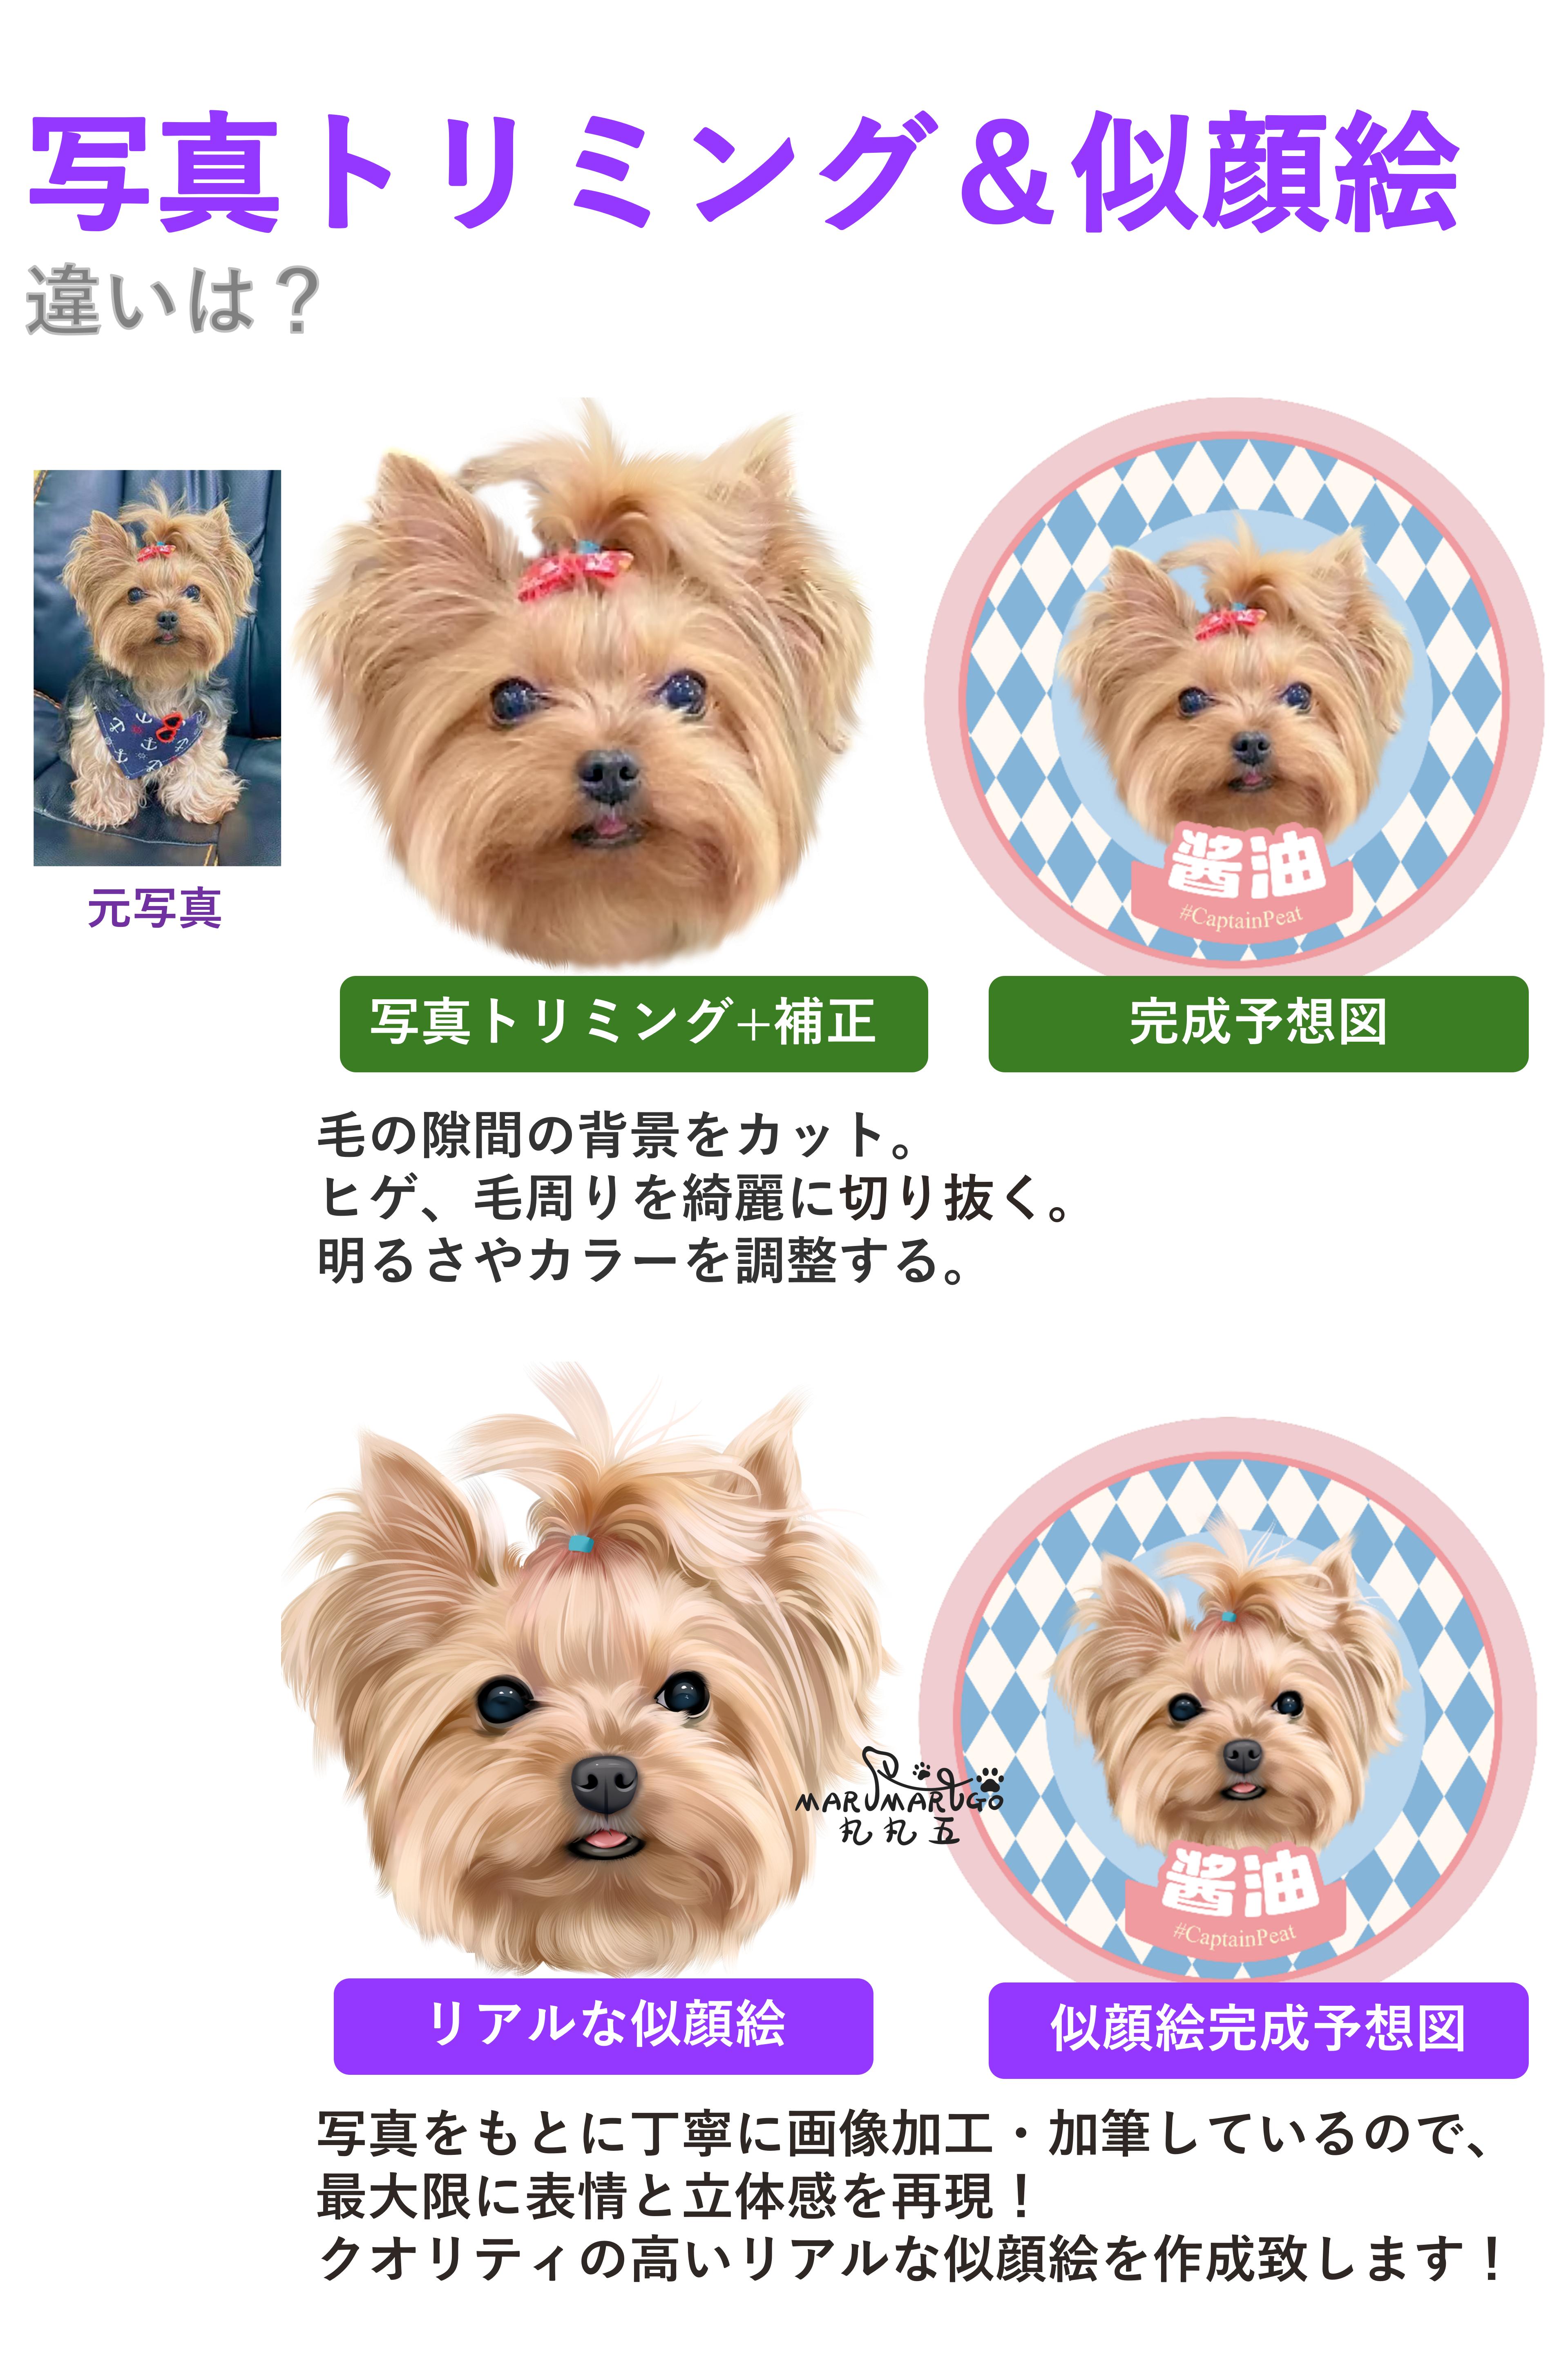 写真トリミング＆似顔絵
違いは？
元写真
醬油
#CaptainPeat
写真トリミング+補正
完成予想図
毛の隙間の背景をカット。
ヒゲ、毛周りを綺麗に切り抜く。
明るさやカラーを調整する。
MARUMARUGO
丸丸五
醬油
#CaptainPeat
リアルな似顔絵
似顔絵完成予想図
写真をもとに丁寧に画像加工・加筆しているので、
最大限に表情と立体感を再現！
クオリティの高いリアルな似顔絵を作成致します！